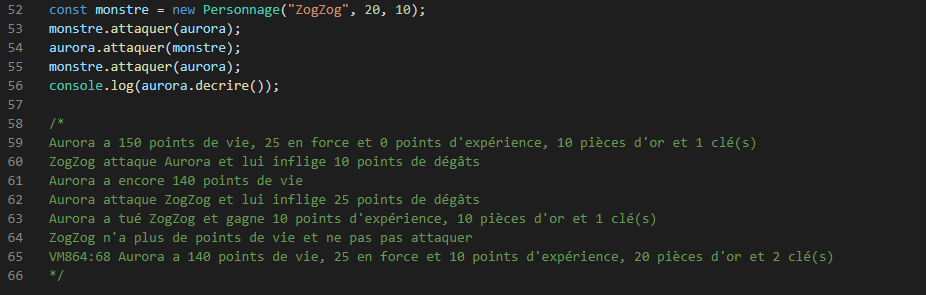 52 const monstre = new Personnage("ZogZog", 20, 10);
53 monstre.attaquer(aurora);
54 aurora.attaquer(monstre);
55 monstre.attaquer(aurora);
56 console.log(aurora.decrire());
57
58 /*
59 Aurora a 150 points de vie, 25 en force et 0 points d'expérience, 10 pièces d'or et 1 clé(s)
60 ZogZog attaque Aurora et lui inflige 10 points de dégâts
61 Aurora a encore 140 points de vie
62 Aurora attaque ZogZog et lui inflige 25 points de dégâts
63 Aurora a tué ZogZog et gagne 10 points d'expérience, 10 pièces d'or et 1 clé(s)
64 ZogZog n'a plus de points de vie et ne pas pas attaquer
65 VM864:68 Aurora a 140 points de vie, 25 en force et 10 points d'expérience, 20 pièces d'or et 2 clé(s)
66 */